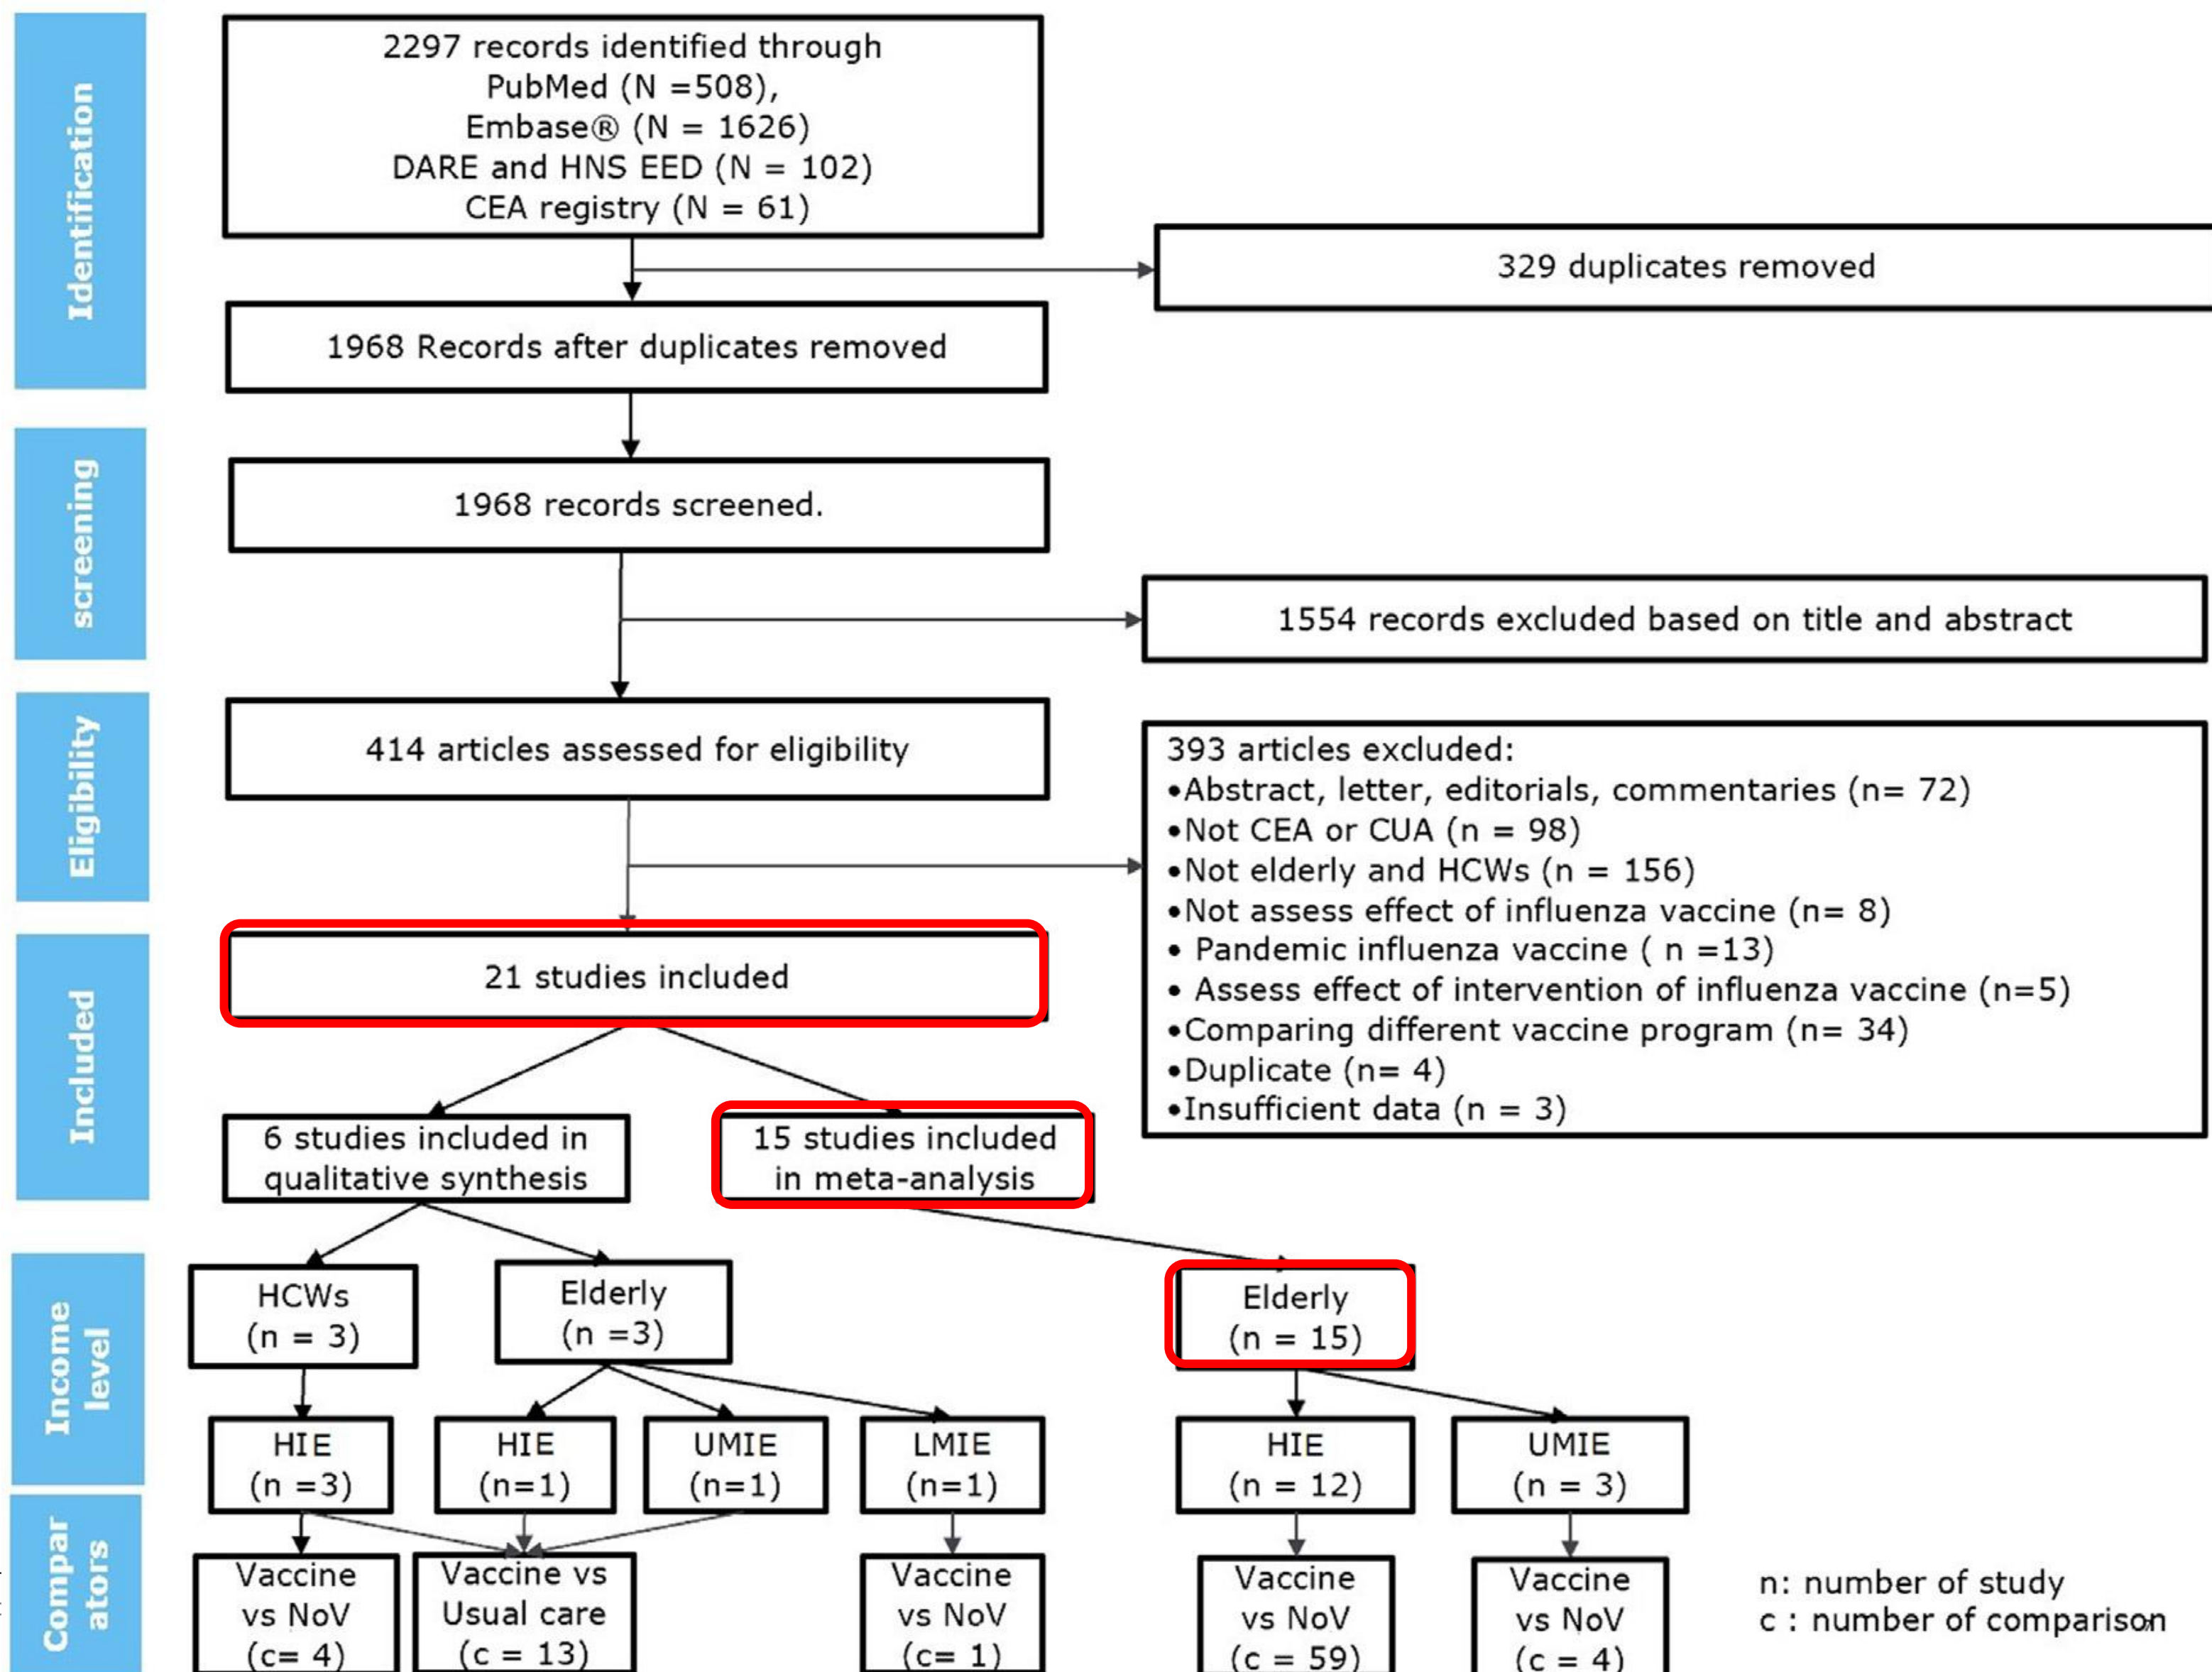 Identification
2297 records identified through
PubMed (N =508),
Embase® (N = 1626)
DARE and HNS EED (N = 102)
CEA registry (N = 61)
329 duplicates removed
1968 Records after duplicates removed
screening
1968 records screened.
1554 records excluded based on title and abstract
Eligibility
414 articles assessed for eligibility
393 articles excluded:
•Abstract, letter, editorials, commentaries (n= 72)
•Not CEA or CUA (n = 98)
•Not elderly and HCWs (n = 156)
•Not assess effect of influenza vaccine (n= 8)
• Pandemic influenza vaccine ( n =13)
• Assess effect of intervention of influenza vaccine (n=5)
•Comparing different vaccine program (n= 34)
•Duplicate (n= 4)
•Insufficient data (n = 3)
Included
21 studies included
6 studies included in
qualitative synthesis
15 studies included
in meta-analysis
Income
level
HCWs
(n = 3)
Elderly
(n =3)
Elderly
(n = 15)
HIE
(n =3)
HIE
(n=1)
UMIE
(n=1)
LMIE
(n=1)
HIE
(n = 12)
UMIE
(n = 3)
Compar
ators
Vaccine
vs NoV
(c= 4)
Vaccine vs
Usual care
(c = 13)
Vaccine
vs NoV
(c= 1)
Vaccine
vs NoV
(c = 59)
Vaccine
vs NoV
(c = 4)
n: number of study
c : number of comparison